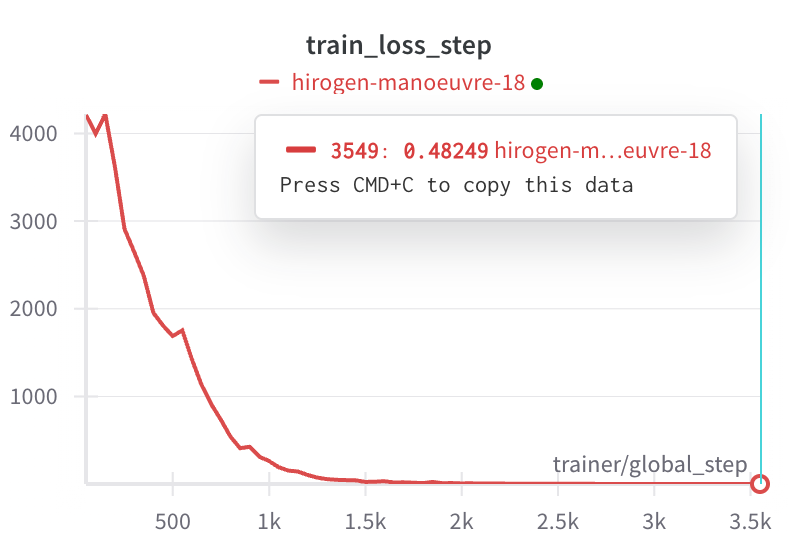 train_loss_step
hirogen-manoeuvre-18
4000
3549: 0.48249 hirogen-m...euvre-18
Press CMD+C to copy this data
3000
2000
1000
trainer/global_step
500 1k 1.5k 2k 2.5k 3k 3.5k